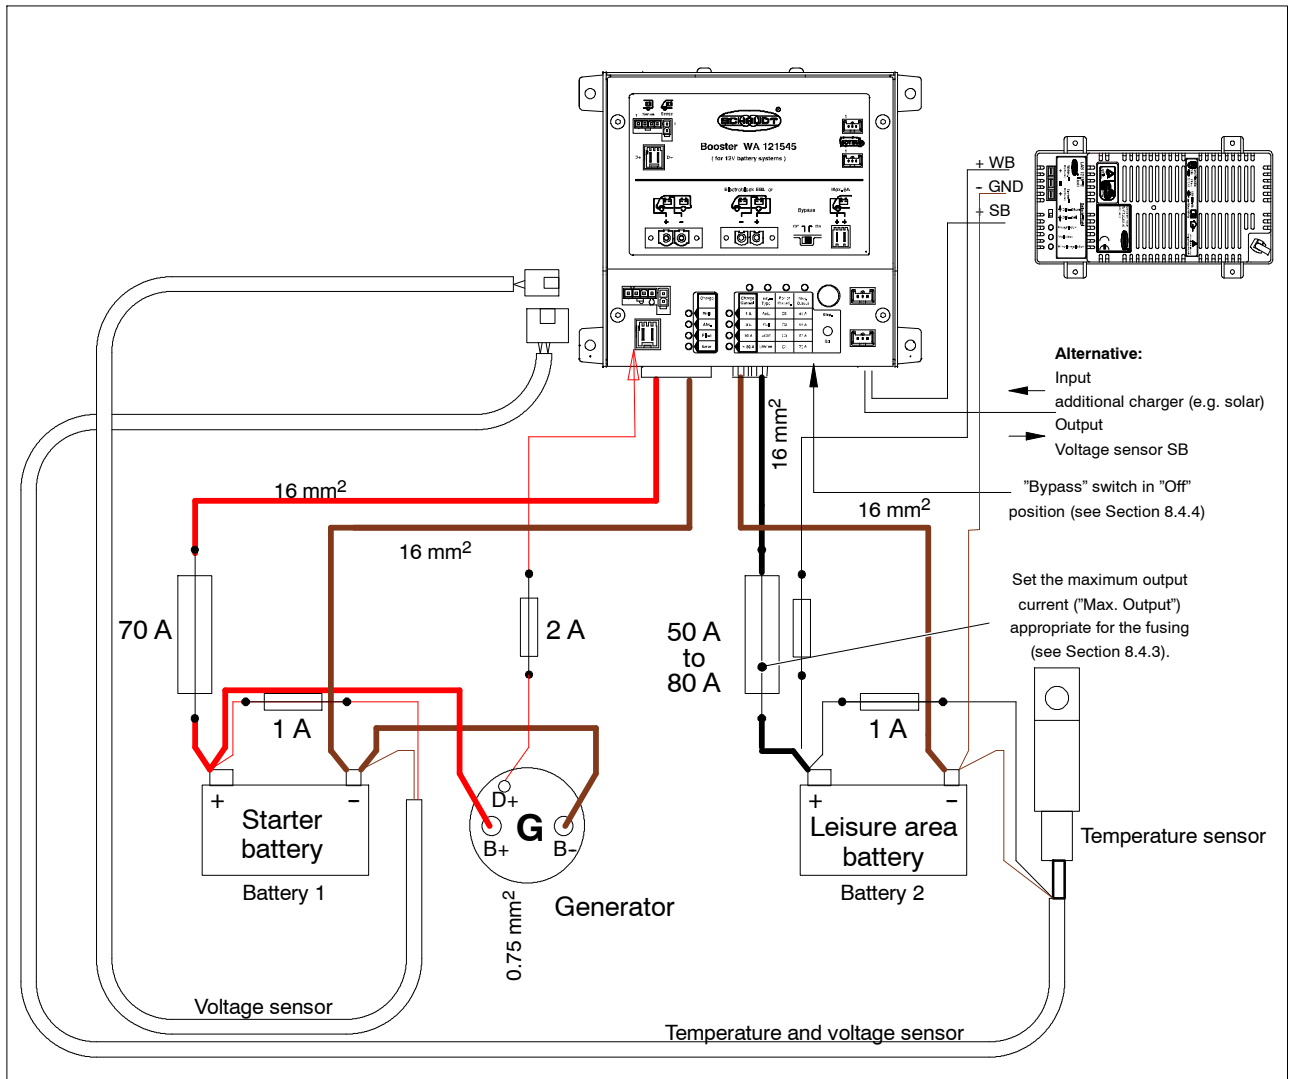 SCHAUDT
Booster WA 121545
( for 12V battery systems )
D+
Bypass
+ WB
- GND
+ SB
Alternative:
Input
additional charger (e.g. solar)
Output
Voltage sensor SB
"Bypass" switch in "Off"
position (see Section 8.4.4)
16 mm2
16 mm2
16 mm2
16 mm2
Set the maximum output
current ("Max. Output")
appropriate for the fusing
(see Section 8.4.3).
70 A
2 A
50 A
to
80 A
1 A
1 A
+
-
Starter
battery
Battery 1
D+
G
B+
B-
Generator
0.75 mm2
+
-
Leisure area
battery
Battery 2
Temperature sensor
Voltage sensor
Temperature and voltage sensor